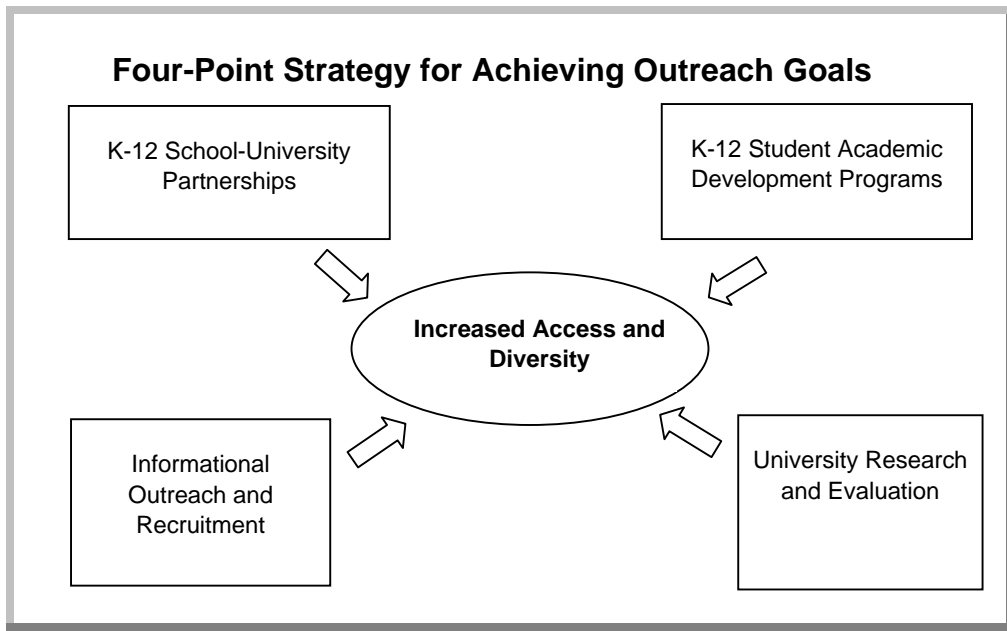 Four-Point Strategy for Achieving Outreach Goals
K-12 School-University
Partnerships
K-12 Student Academic
Development Programs
Increased Access and
Diversity
Informational
Outreach and
Recruitment
University Research
and Evaluation